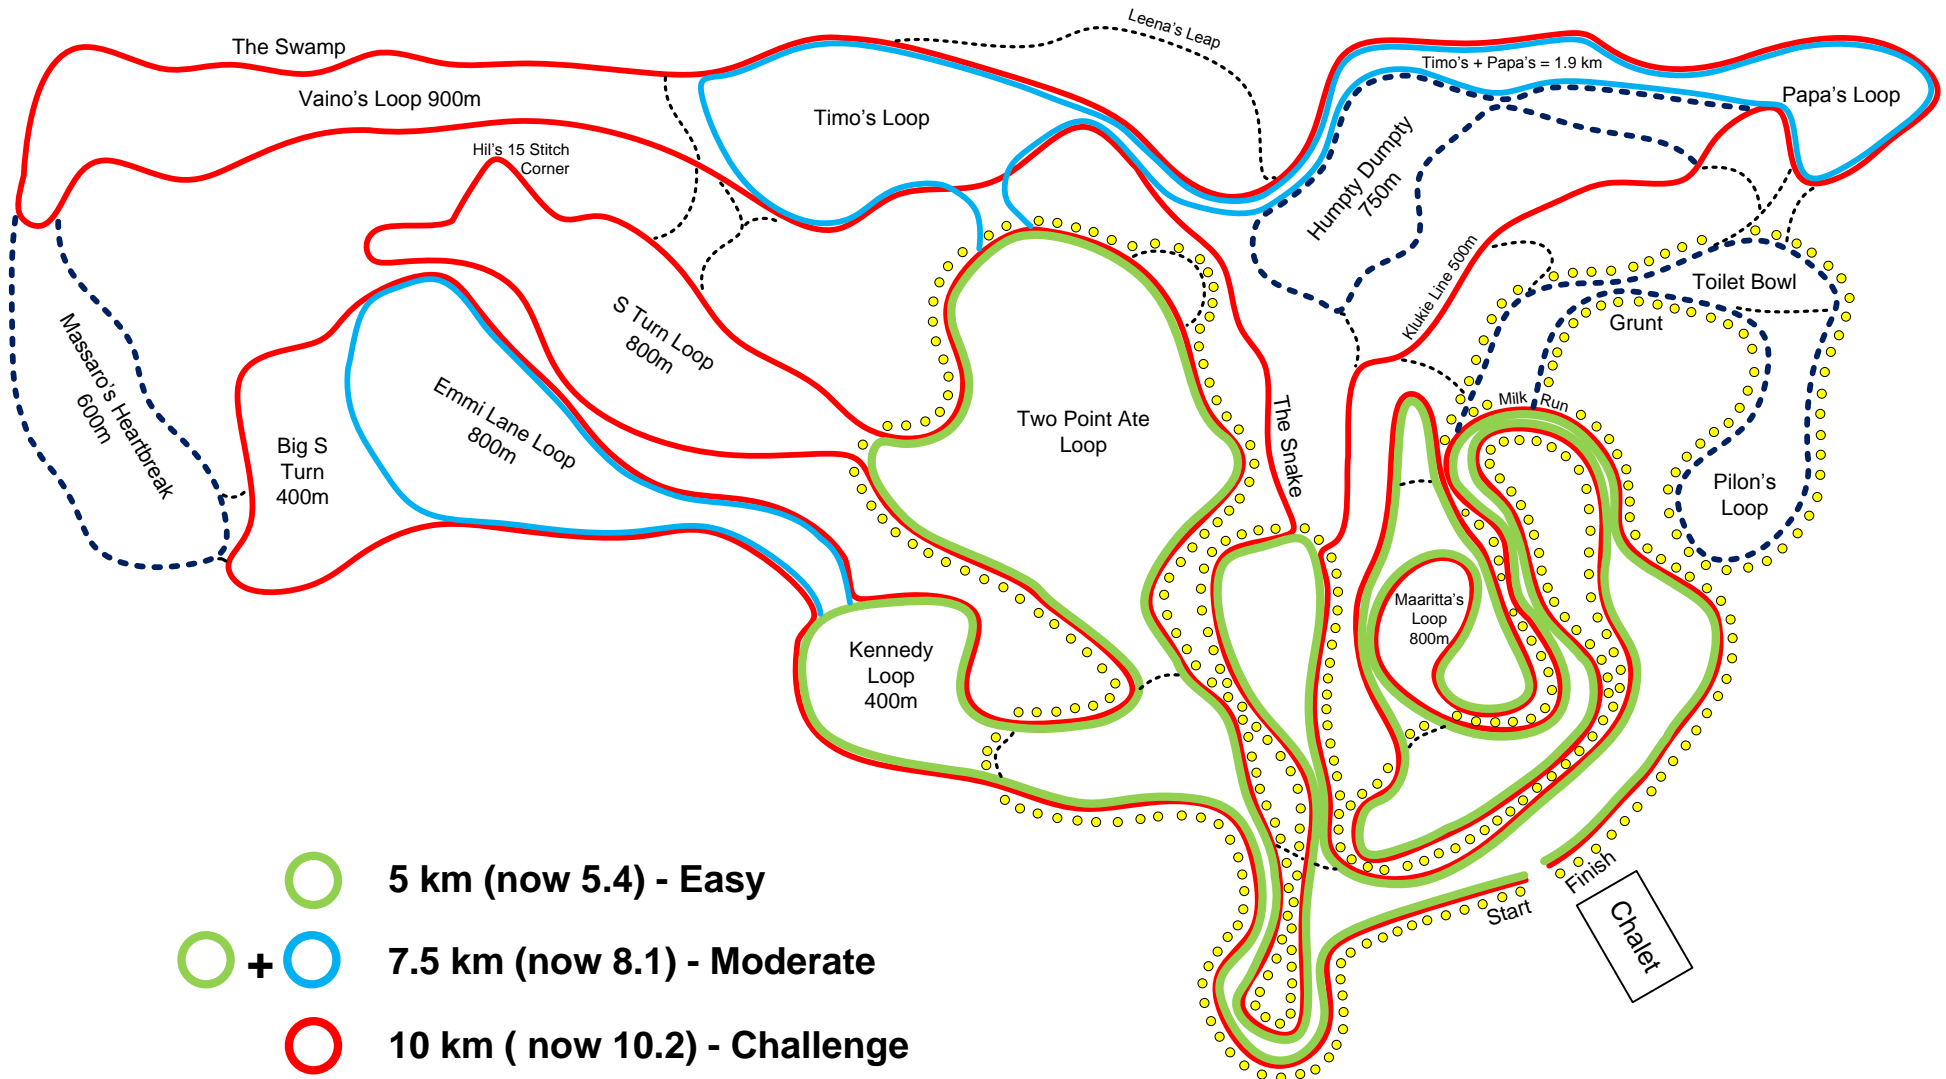 Leena's Leap
The Swamp
Timo's + Papa's = 1.9 km
Vaino's Loop 900m
Papa's Loop
Timo's Loop
Hil's 15 Stitch
Corner
Humpty Dumpty
750m
Klukie Line 500m
Toilet Bowl
Grunt
S Turn Loop
800m
Massaro's Heartbreak
600m
Emmi Lane Loop
800m
Two Point Ate
Loop
The Snake
Milk Run
Big S
Turn
400m
Pilon's
Loop
Maaritta's
Loop
800m
Kennedy
Loop
400m
5 km (now 5.4) - Easy
Finish
Start
Chalet
+
7.5 km (now 8.1) - Moderate
10 km ( now 10.2) - Challenge